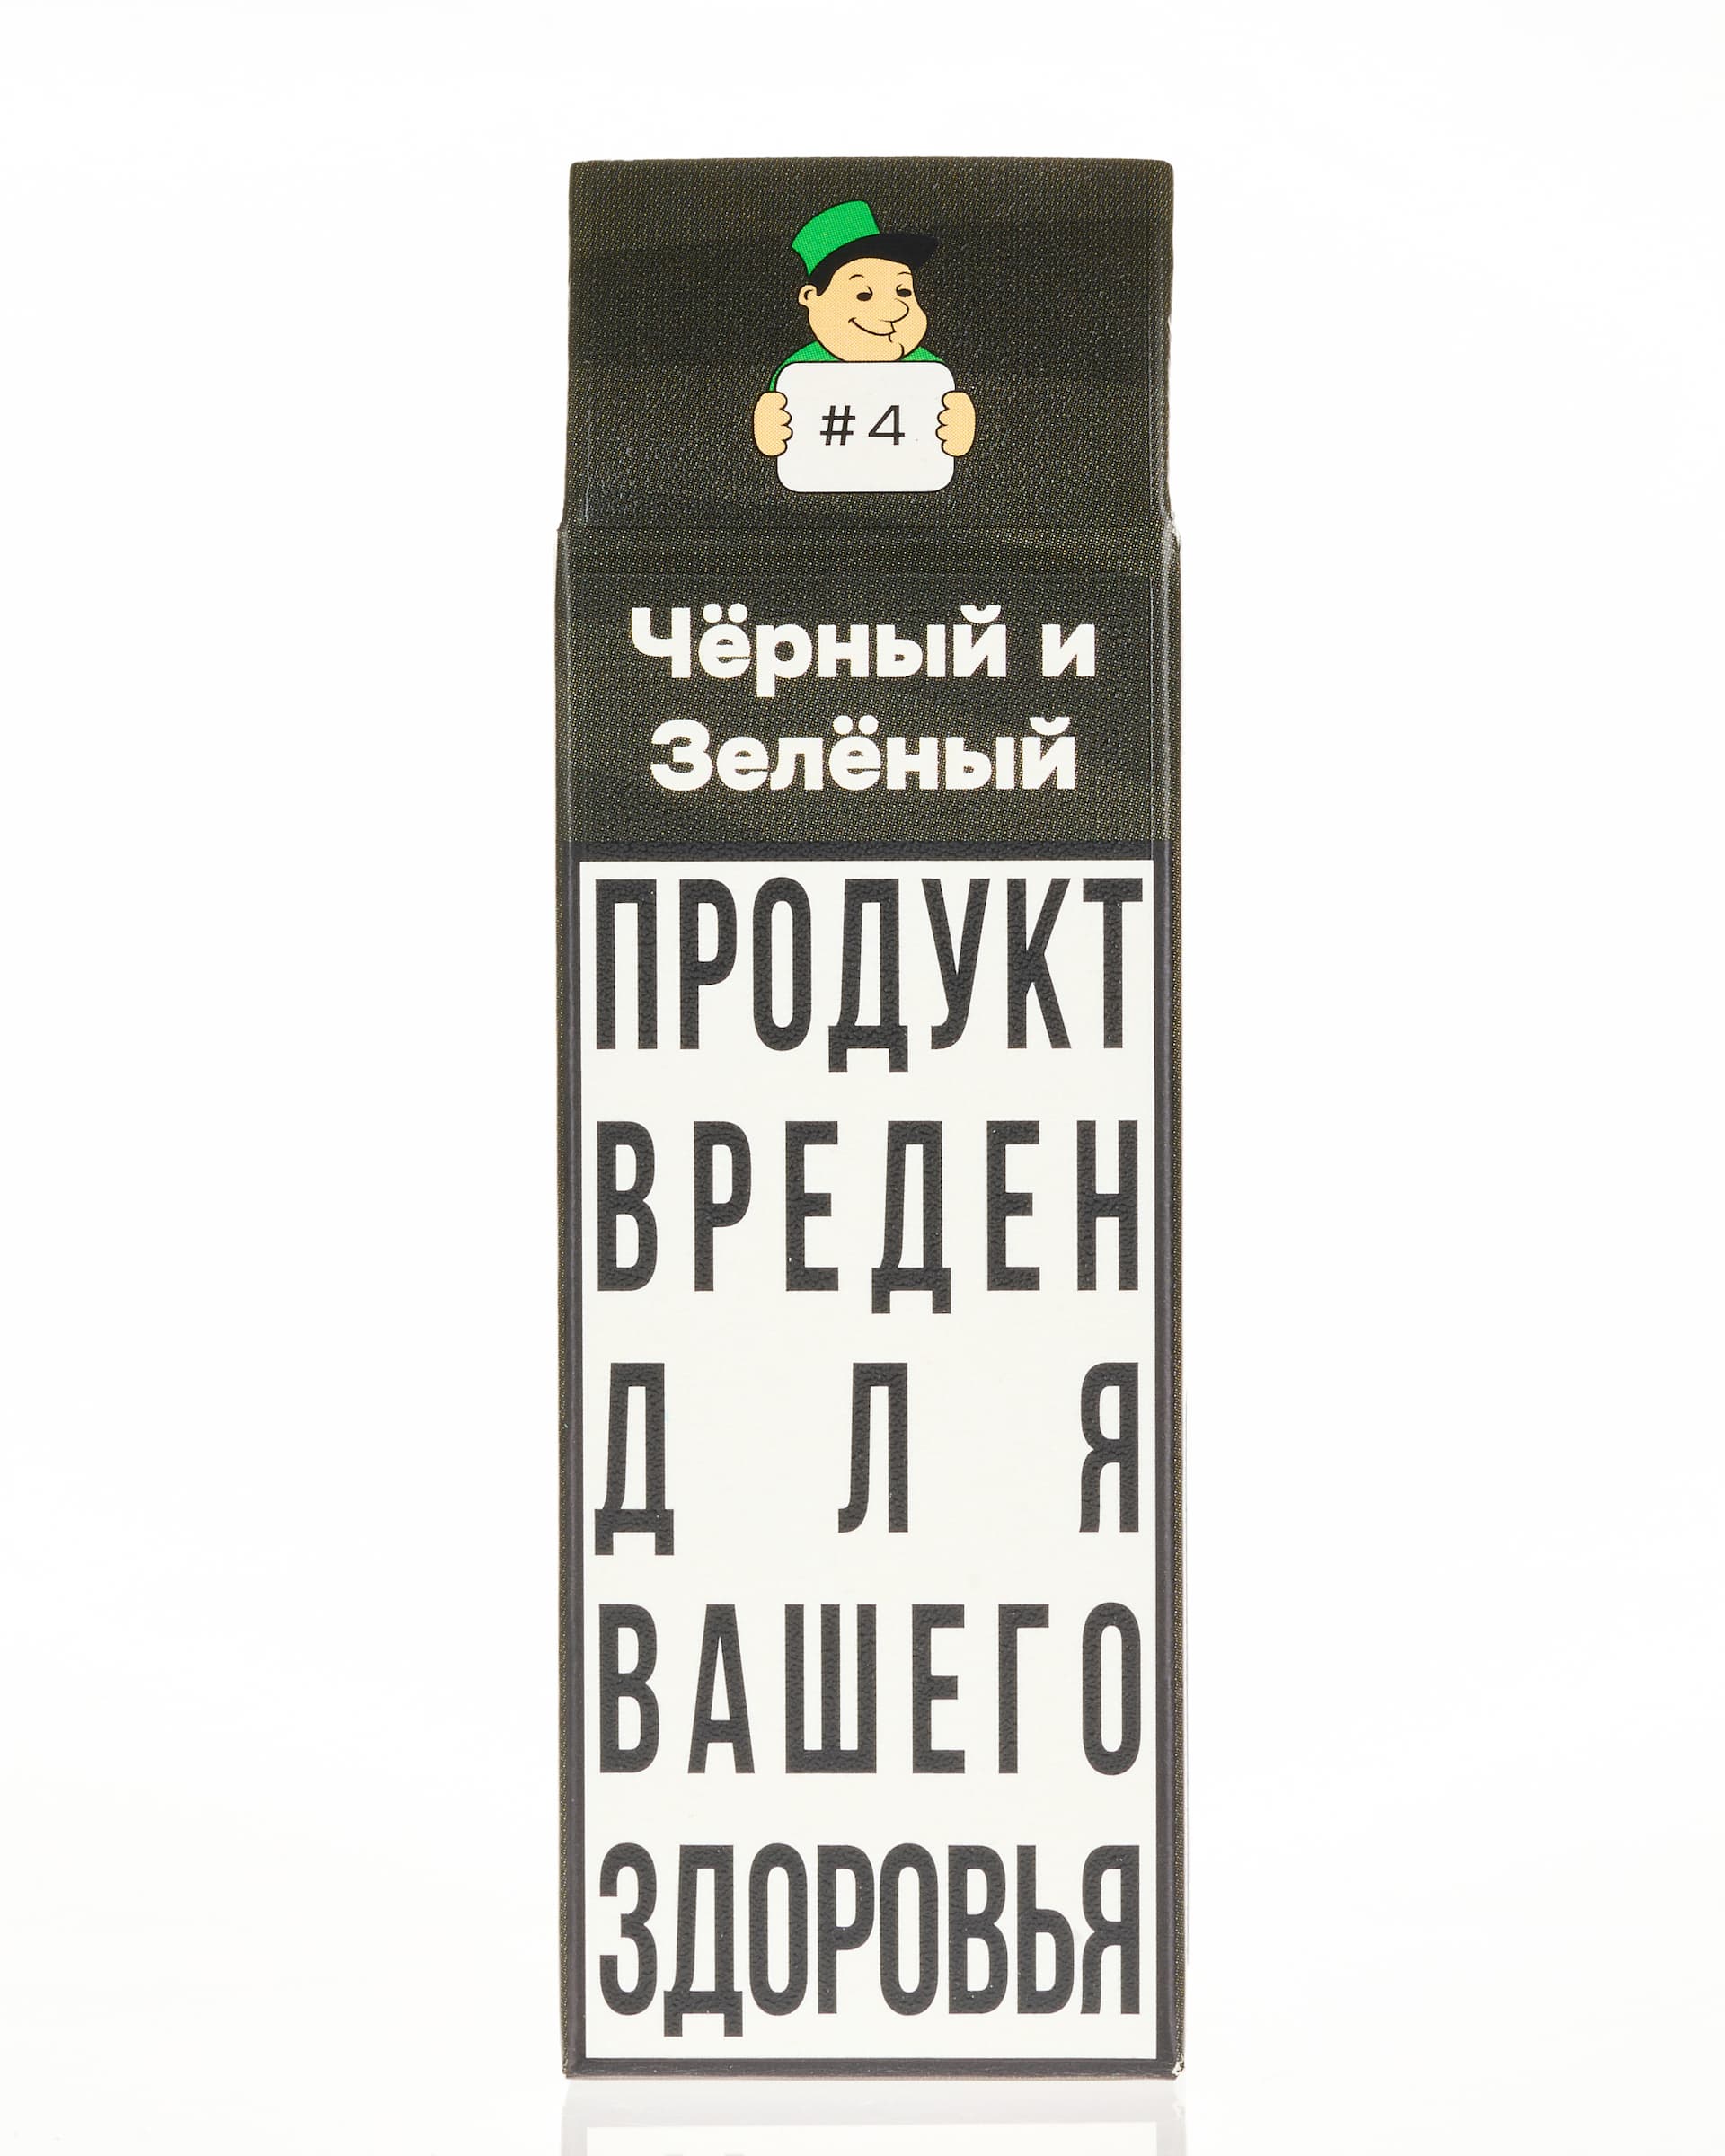 #4
Чёрный и
Зелёный
ПРОДУКТ
ВРЕДЕН
ДЛЯ
ВАШЕГО
ЗДОРОВЬЯ